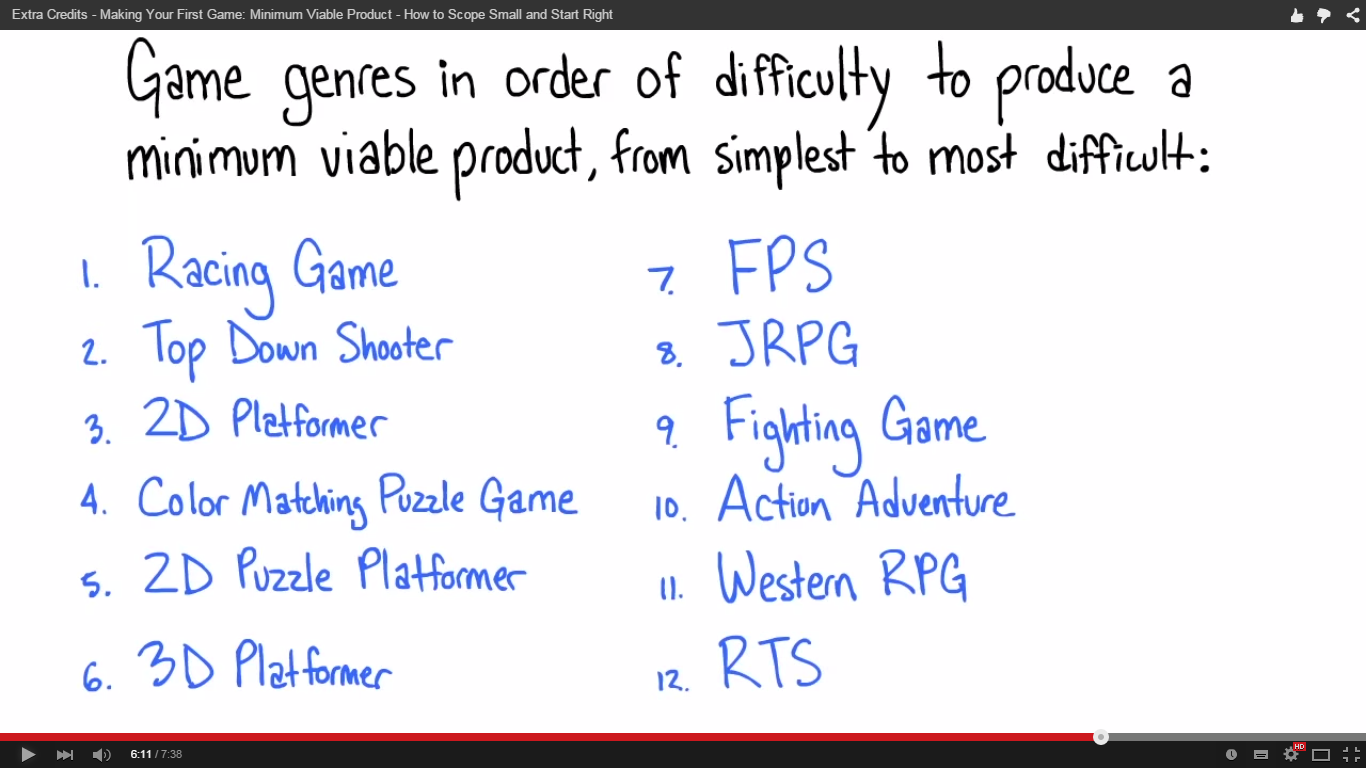 Extra Credits - Making Your First Game: Minimum Viable Product - How to Scope Small and Start Right
Game genres in order of difficulty to produce a
minimum viable product, from simplest to most difficult:
1. Racing Game
2. Top Down Shooter
3. 2D Platformer
4. Color Matching Puzzle Game
5. 2D Puzzle Platformer
6. 3D Platformer
7. FPS
8. JRPG
9. Fighting Game
10. Action Adventure
11. Western RPG
12. RTS
6:11 / 7:38
HD